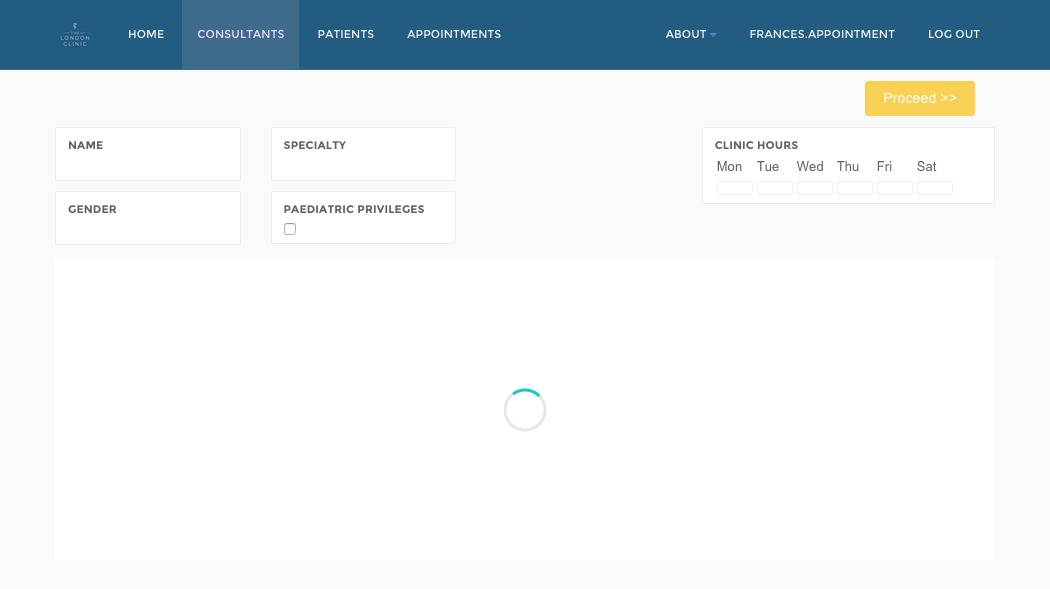 THE
LONDON
CLINIC
HOME CONSULTANTS PATIENTS APPOINTMENTS ABOUT FRANCES.APPOINTMENT LOG OUT
Proceed >>
NAME
SPECIALTY
CLINIC HOURS
Mon Tue Wed Thu Fri Sat
GENDER
PAEDIATRIC PRIVILEGES